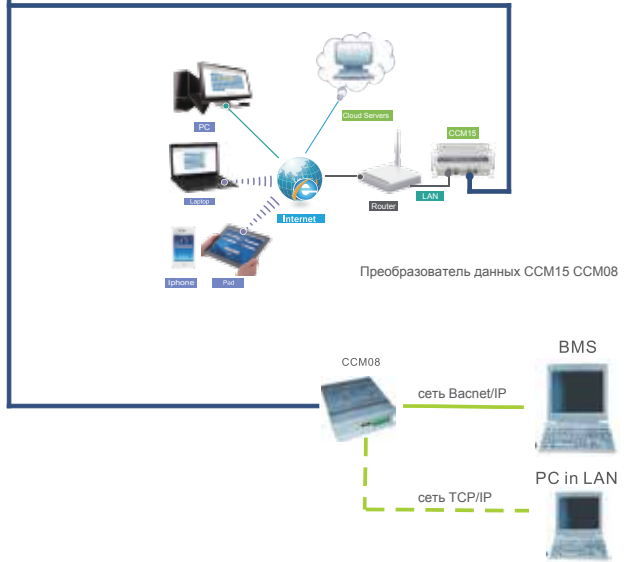 Cloud Servers
PC
CCM15
Laptop
LAN
Router
Internet
Iphone
Pad
Преобразователь данных CCM15 CCM08
BMS
CCM08
сеть Bacnet/IP
PC in LAN
сеть TCP/IP